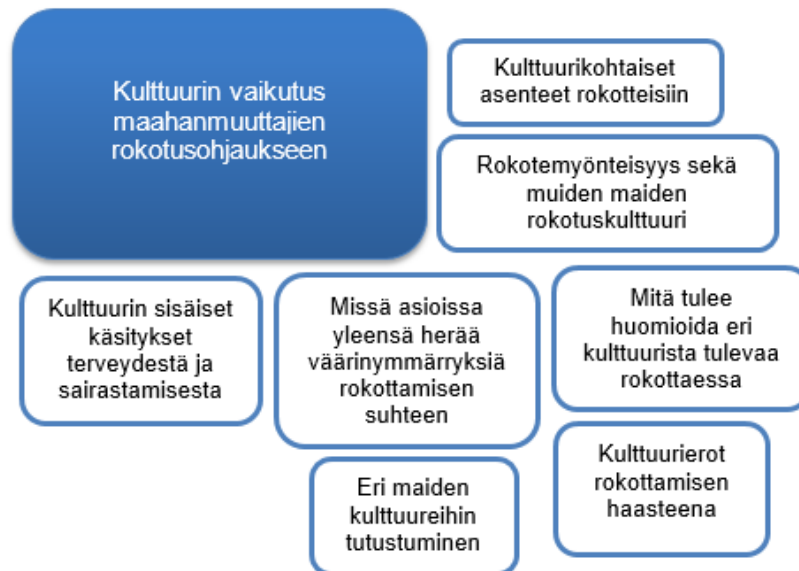 Kulttuurin vaikutus
maahanmuuttajien
rokotusohjaukseen
Kulttuurikohtaiset
asenteet rokotteisiin
Rokotemyönteisyys sekä
muiden maiden
rokotuskulttuuri
Kulttuurin sisäiset
käsitykset
terveydestä ja
sairastamisesta
Missä asioissa
yleensä herää
väärinymmärryksiä
rokottamisen
suhteen
Mitä tulee
huomioida eri
kulttuurista tulevaa
rokottaessa
Eri maiden
kulttuureihin
tutustuminen
Kulttuurierot
rokottamisen
haasteena